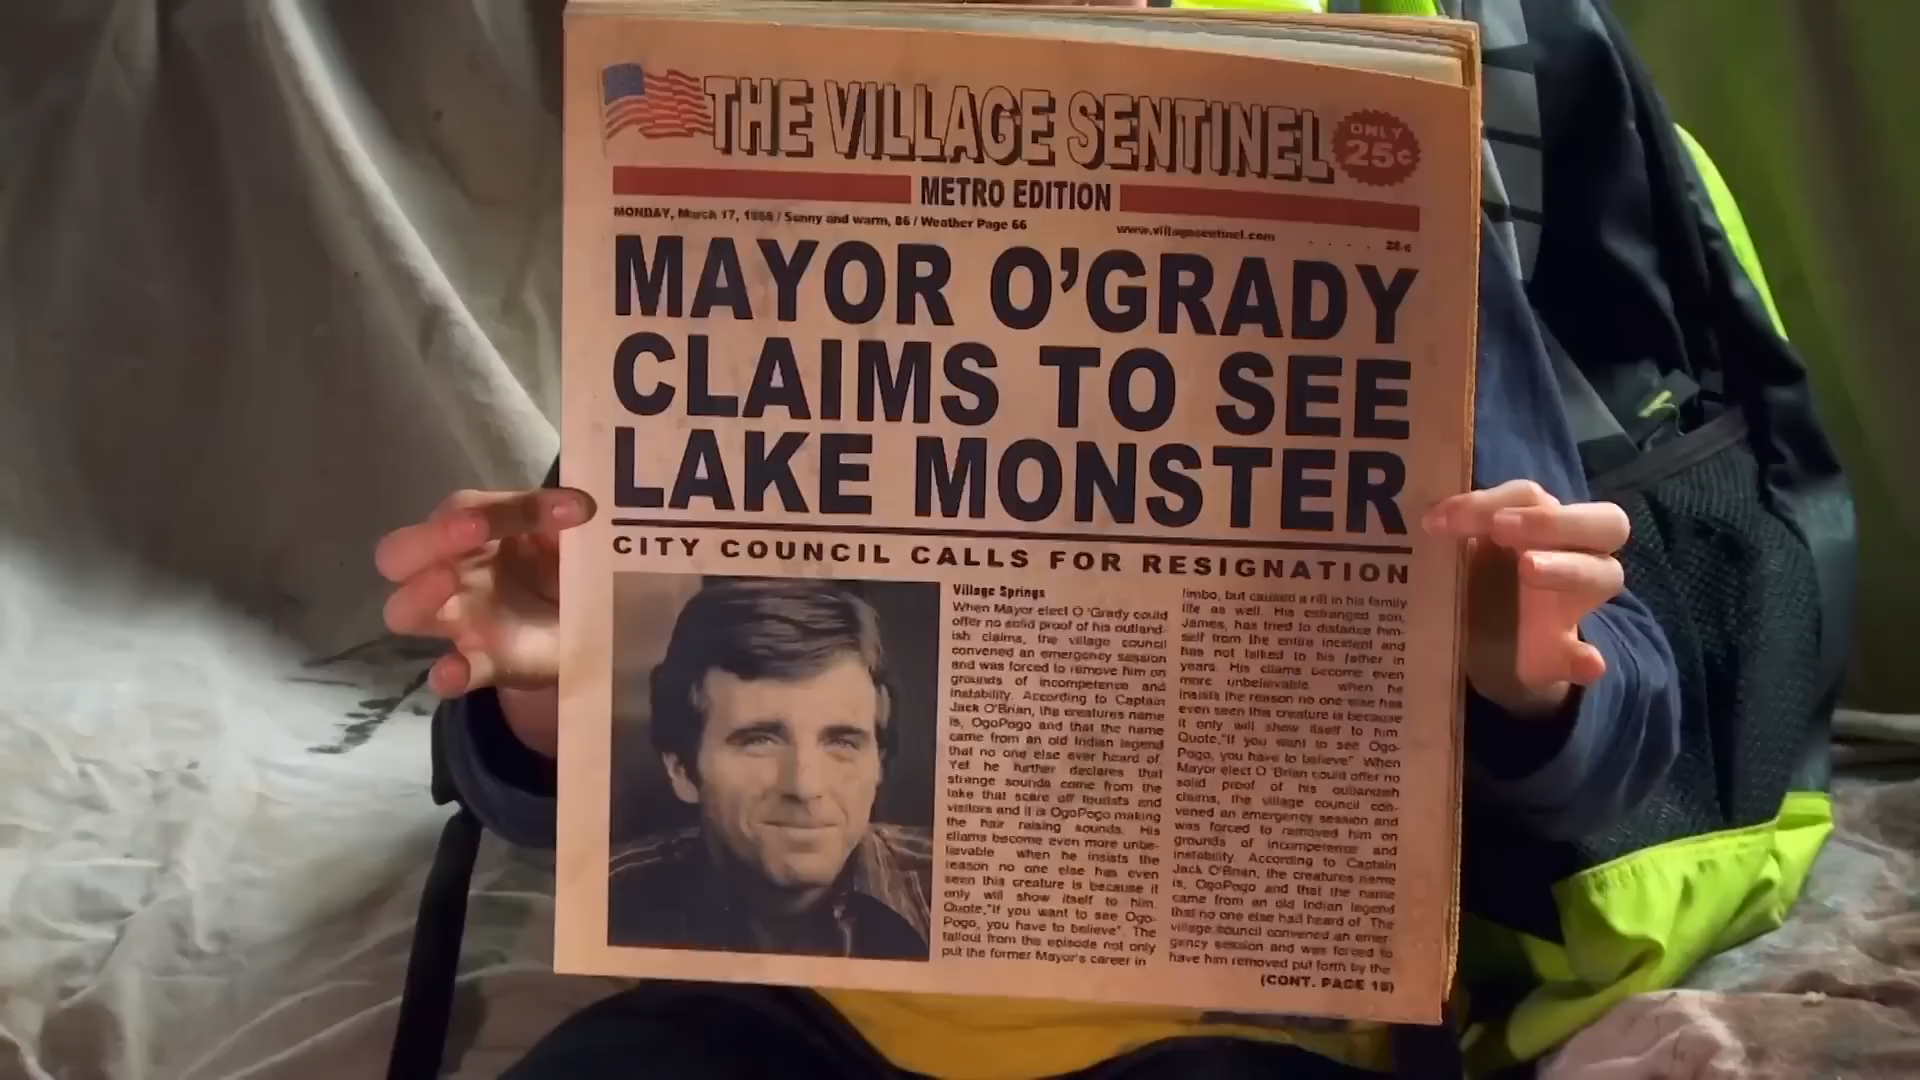 THE VILLAGE SENTINEL
ONLY
25¢
METRO EDITION
MONDAY, March 17, 1986 / Sunny and warm, 86 / Weather Page 66
www.villagesentinel.com
25 ¢
MAYOR O'GRADY
CLAIMS TO SEE
LAKE MONSTER
CITY COUNCIL CALLS FOR RESIGNATION
Village Springs
When Mayor elect O 'Grady could
offer no solid proof of his outland-
ish claims, the village council
convened an emergency session
and was forced to remove him on
grounds of incompetence and
instability. According to Captain
Jack O'Brian, the creatures name
is, OgoPogo and that the name
came from an old Indian legend
that no one else ever heard of.
Yet he further declares that
strange sounds come from the
lake that scare off tourists and
visitors and it is OgoPogo making
the hair raising sounds. His
cliams become even more unbe-
lievable when he insists the
reason no one else has even
seen this creature is because it
only will show itself to him.
Quote,"If you want to see Ogo-
Pogo, you have to believe". The
fallout from the episode not only
put the former Mayor's career in
limbo, but caused a rift in his family
life as well. His estranged son,
James, has tried to distance him-
self from the entire incident and
has not talked to his father in
years. His cliams become even
more unbelievable when he
insists the reason no one else has
even seen this creature is because
it only will show itself to him.
Quote,"If you want to see Ogo-
Pogo, you have to believe" When
Mayor elect O 'Brian could offer no
solid proof of his outlandish
claims, the village council con-
vened an emergency session and
was forced to removed him on
grounds of incompetence and
instability. According to Captain
Jack O'Brian, the creatures name
is, OgoPogo and that the name
came from an old Indian legend
that no one else had heard of. The
village council convened an emer-
gency session and was forced to
have him removed put forth by the
(CONT. PAGE 18)